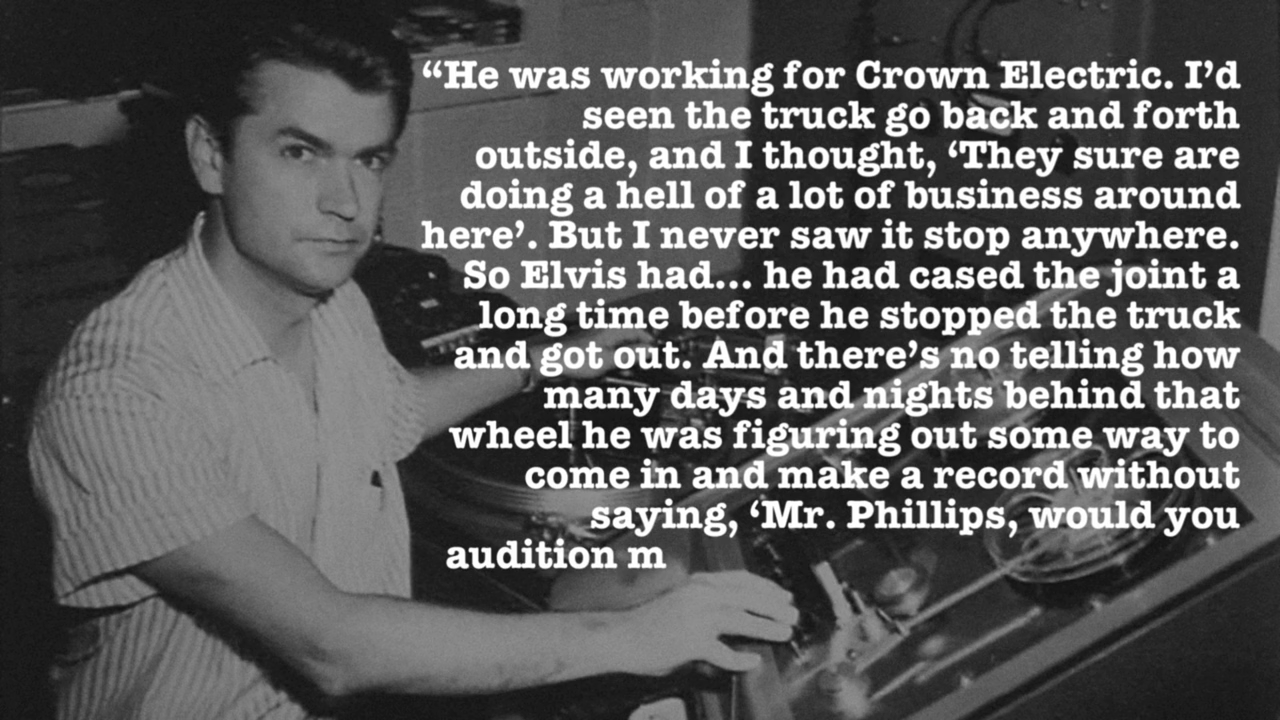 “He was working for Crown Electric. I’d
seen the truck go back and forth
outside, and I thought, ‘They sure are
doing a hell of a lot of business around
here’. But I never saw it stop anywhere.
So Elvis had... he had cased the joint a
long time before he stopped the truck
and got out. And there’s no telling how
many days and nights behind that
wheel he was figuring out some way to
come in and make a record without
saying, ‘Mr. Phillips, would you
audition m